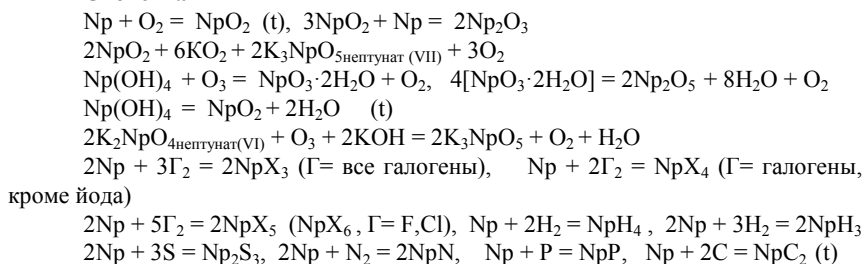 Np + O₂ = NpO₂ (t), 3NpO₂ + Np = 2Np₂O₃
2NpO₂ + 6КO₂ + 2K₃NpO₅нептунат (VII) + 3O₂
Np(OH)₄ + O₃ = NpO₃·2H₂O + O₂, 4[NpO₃·2H₂O] = 2Np₂O₅ + 8H₂O + O₂
Np(OH)₄ = NpO₂ + 2H₂O (t)
2K₂NpO₄нептунат(VI) + O₃ + 2KOH = 2K₃NpO₅ + O₂ + H₂O
2Np + 3Г₂ = 2NpX₃ (Г= все галогены), Np + 2Г₂ = NpX₄ (Г= галогены,
кроме йода)
2Np + 5Г₂ = 2NpX₅ (NpX₆ , Г= F,Cl), Np + 2H₂ = NpH₄ , 2Np + 3H₂ = 2NpH₃
2Np + 3S = Np₂S₃, 2Np + N₂ = 2NpN, Np + P = NpP, Np + 2C = NpC₂ (t)